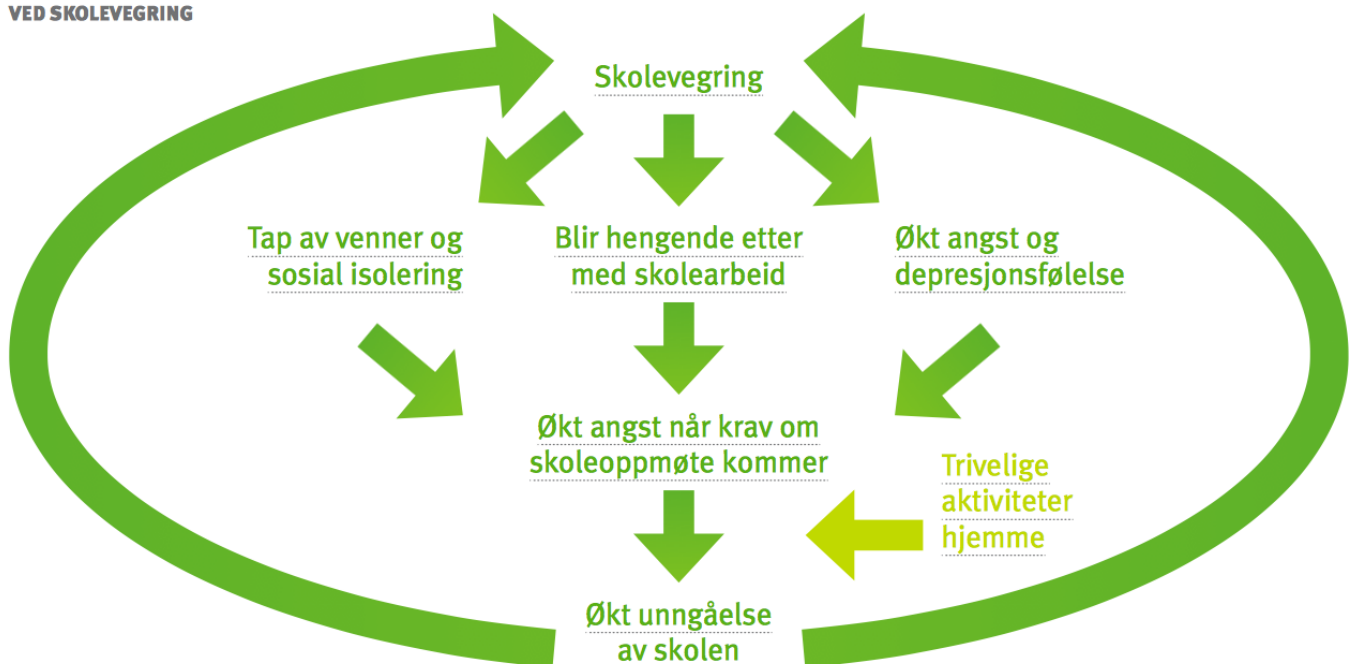 VED SKOLEVEGRING
Skolevegring
Tap av venner og
sosial isolering
Blir hengende etter
med skolearbeid
Økt angst og
depresjonsfølelse
Økt angst når krav om
skoleoppmøte kommer
Trivelige
aktiviteter
hjemme
Økt unngåelse
av skolen